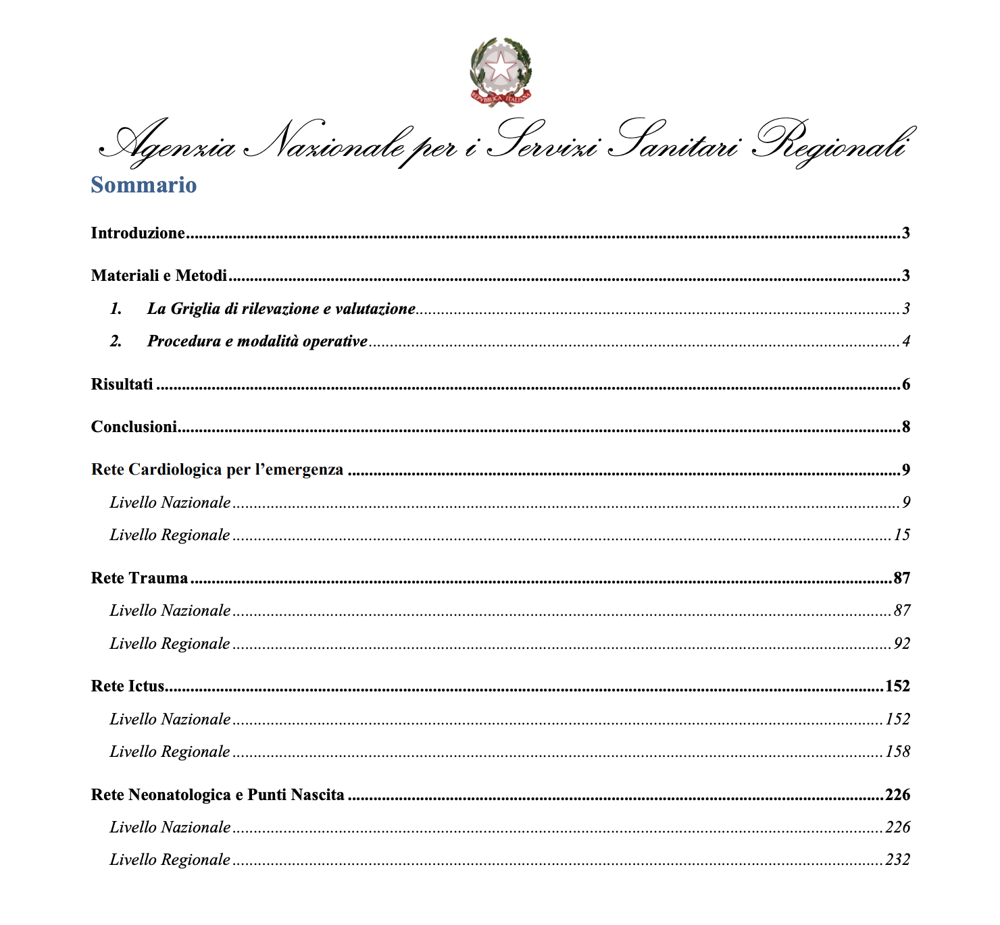 REPVBBLICA ITALIANA
Agenzia Nazionale per i Servizi Sanitari Regionali
Sommario
Introduzione.....3
Materiali e Metodi.....3
1. La Griglia di rilevazione e valutazione.....3
2. Procedura e modalità operative.....4
Risultati.....6
Conclusioni.....8
Rete Cardiologica per l’emergenza.....9
Livello Nazionale.....9
Livello Regionale.....15
Rete Trauma.....87
Livello Nazionale.....87
Livello Regionale.....92
Rete Ictus.....152
Livello Nazionale.....152
Livello Regionale.....158
Rete Neonatologica e Punti Nascita.....226
Livello Nazionale.....226
Livello Regionale.....232